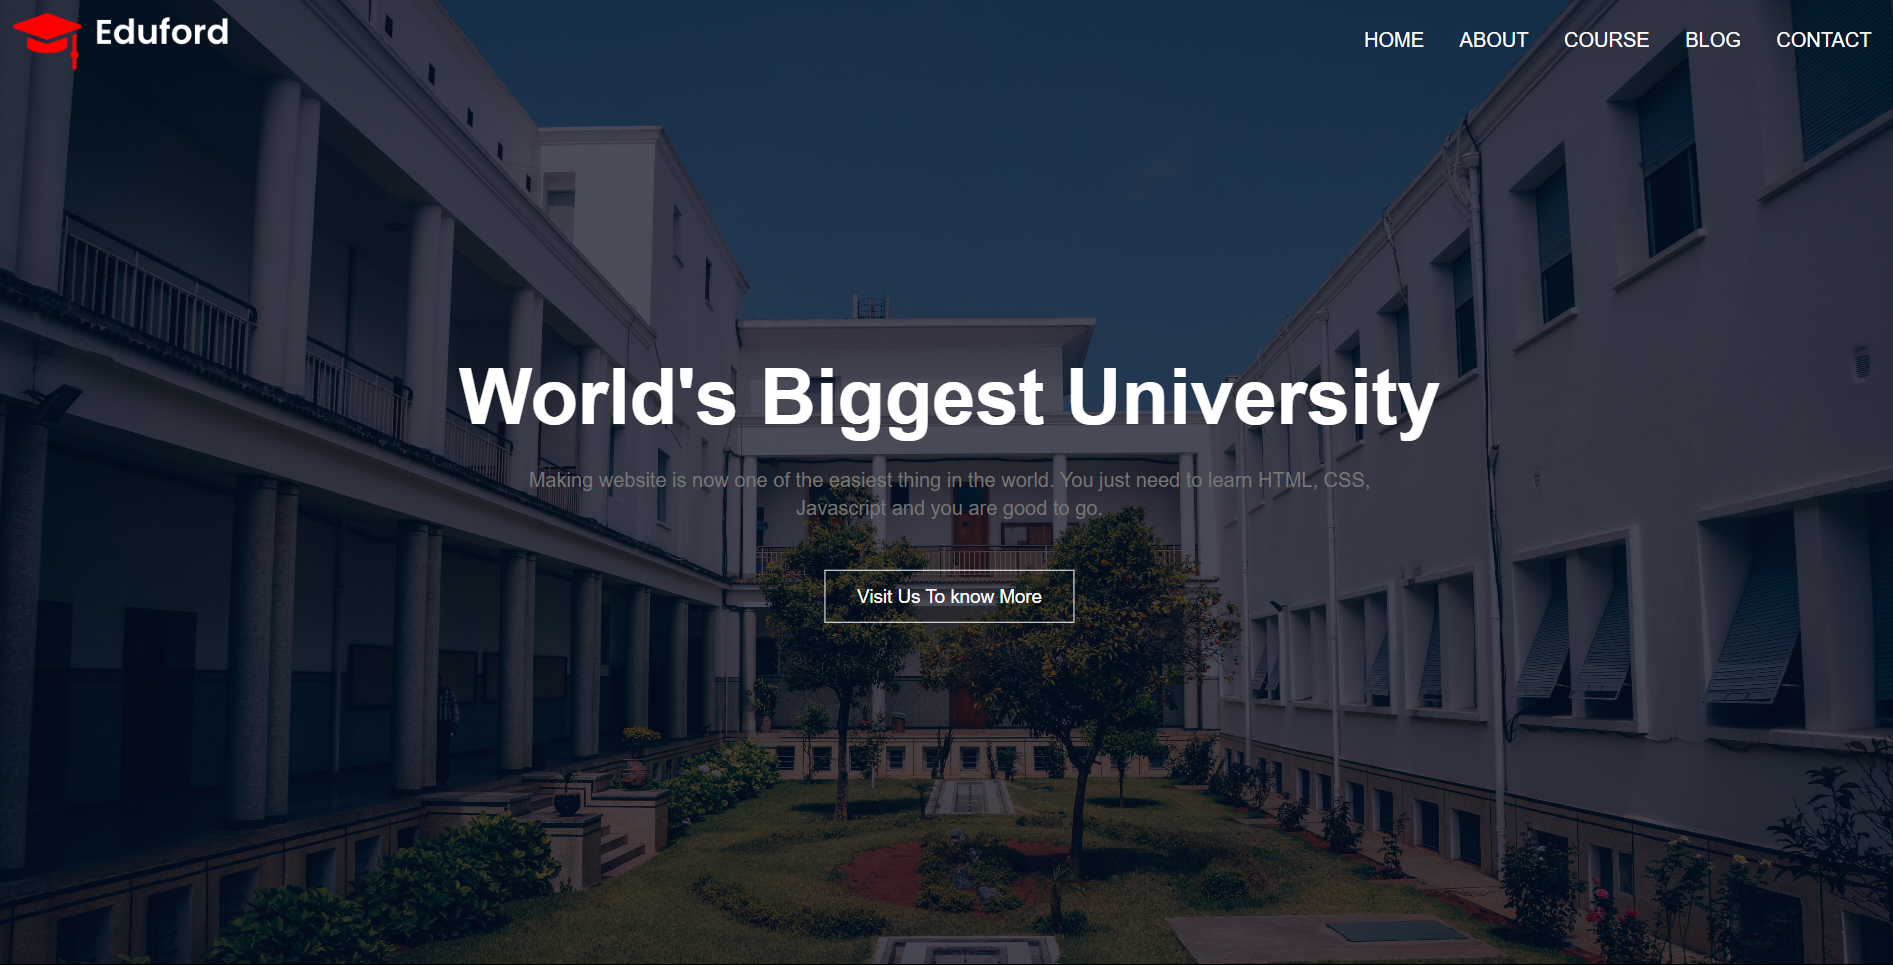 Eduford
HOME ABOUT COURSE BLOG CONTACT
World's Biggest University
Making website is now one of the easiest thing in the world. You just need to learn HTML, CSS,
Javascript and you are good to go.
Visit Us To know More